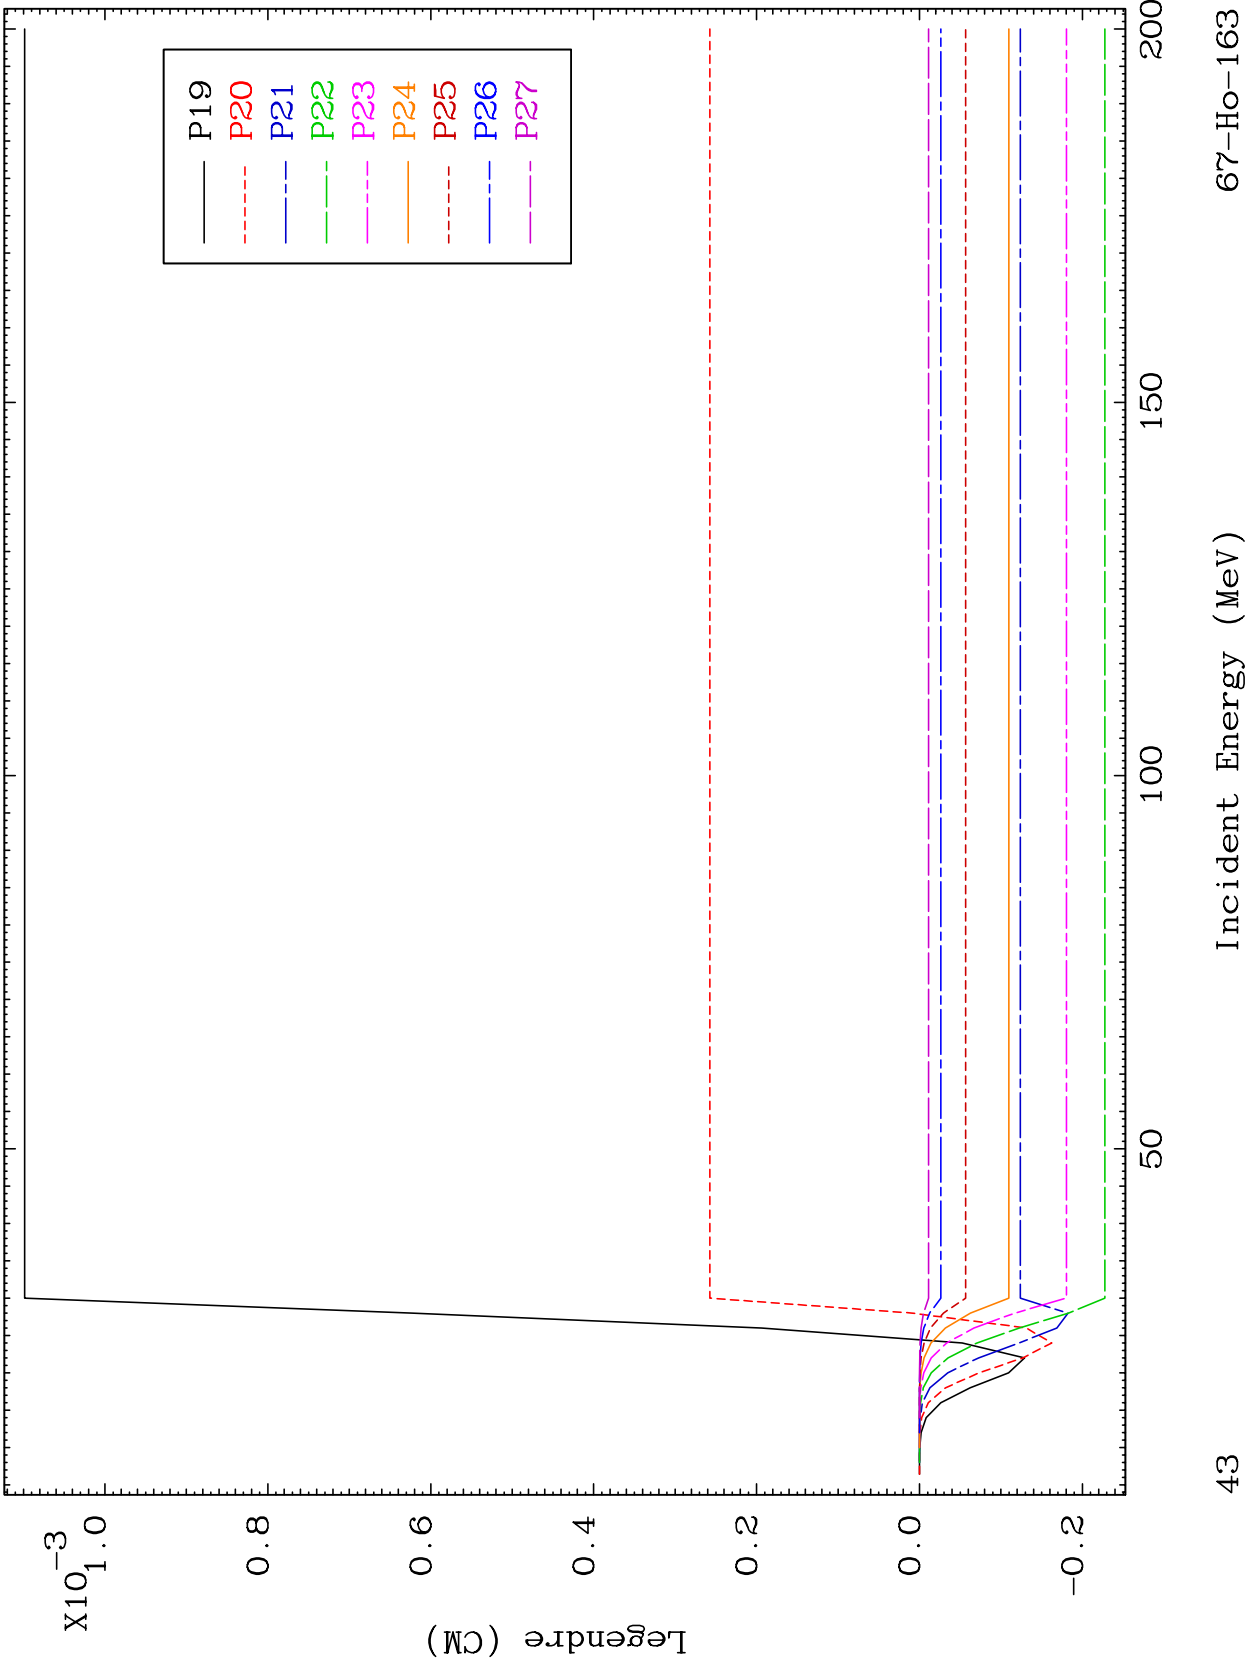 X10-3
1.0
0.8
0.6
0.4
0.2
0.0
-0.2
Legendre (CM)
P19
P20
P21
P22
P23
P24
P25
P26
P27
50
100
150
200
Incident Energy (MeV)
43
67-Ho-163